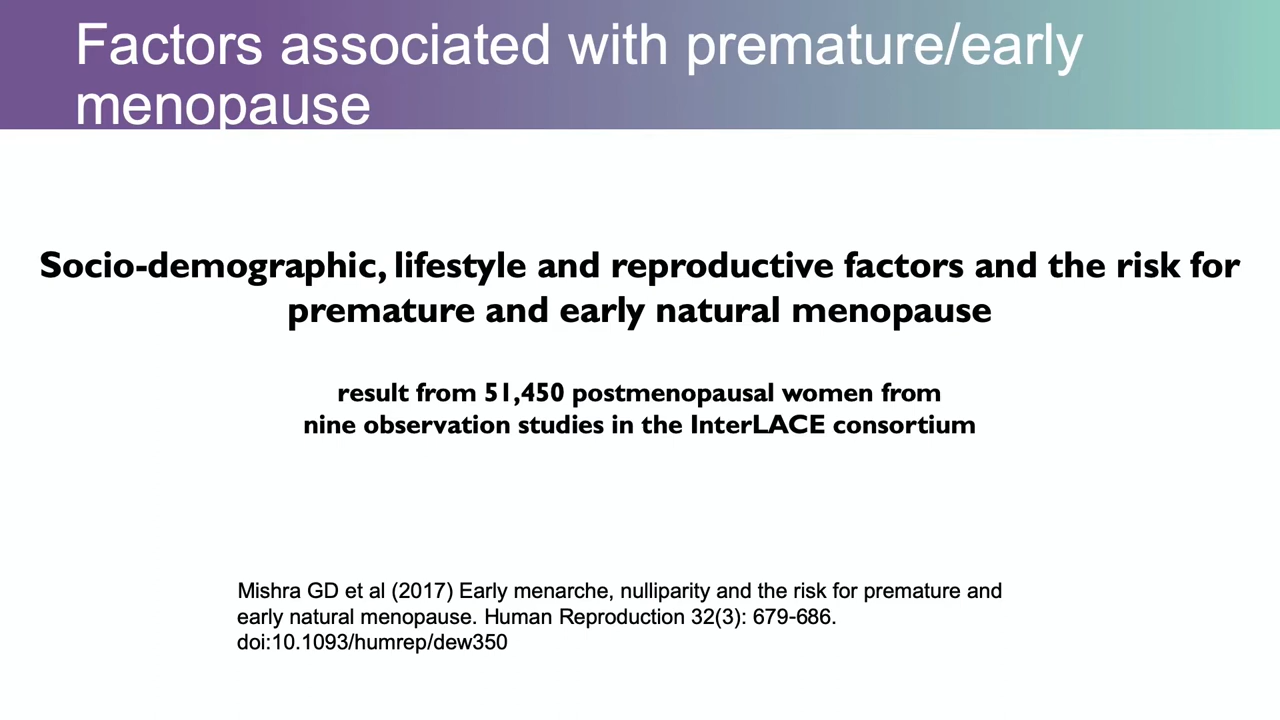 Factors associated with premature/early
menopause
Socio-demographic, lifestyle and reproductive factors and the risk for
premature and early natural menopause
result from 51,450 postmenopausal women from
nine observation studies in the InterLACE consortium
Mishra GD et al (2017) Early menarche, nulliparity and the risk for premature and
early natural menopause. Human Reproduction 32(3): 679-686.
doi:10.1093/humrep/dew350